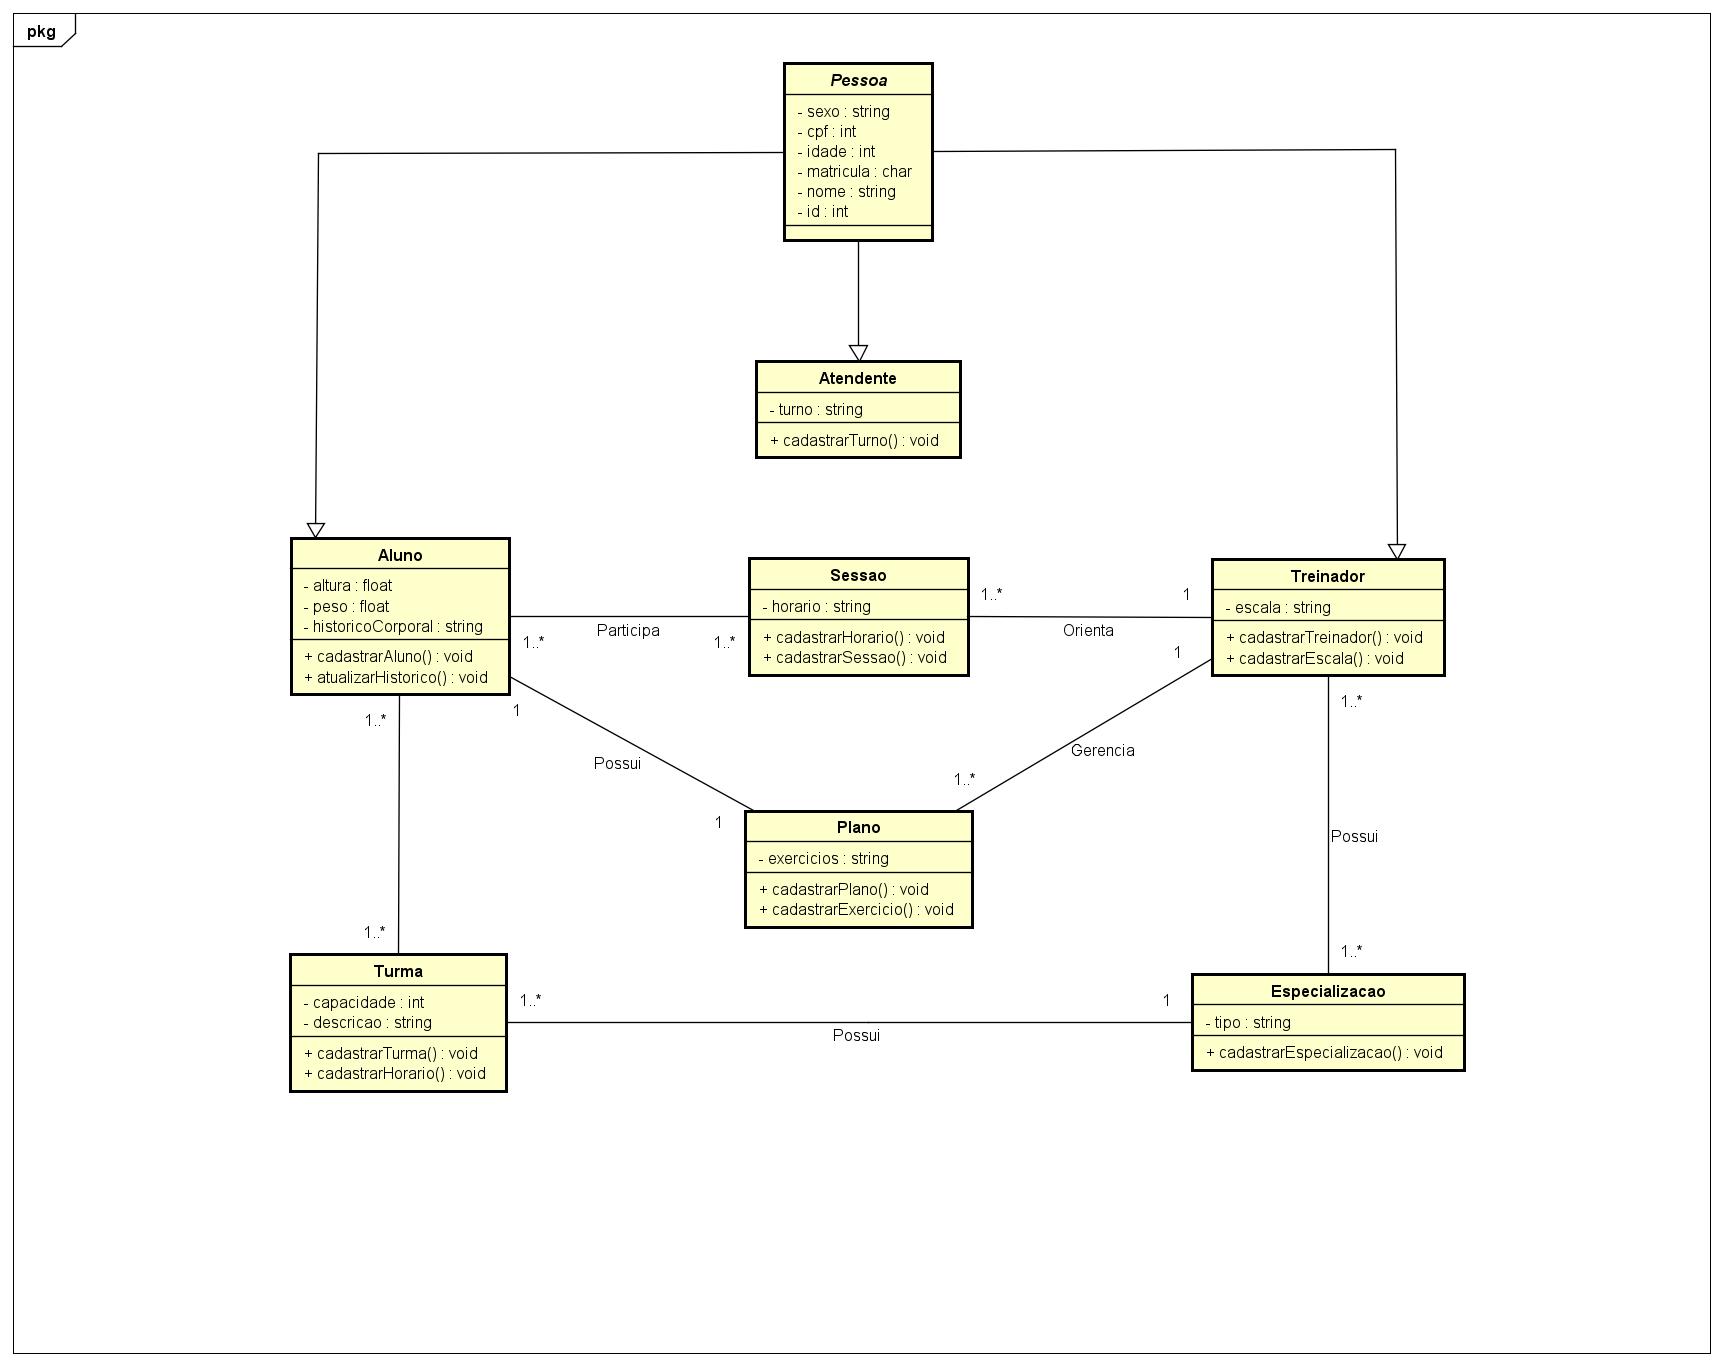 pkg
Pessoa
- sexo : string
- cpf : int
- idade : int
- matricula : char
- nome : string
- id : int
Atendente
- turno : string
+ cadastrarTurno() : void
Aluno
- altura : float
- peso : float
- historicoCorporal : string
+ cadastrarAluno() : void
+ atualizarHistorico() : void
1..*
Participa
1..*
Sessao
- horario : string
+ cadastrarHorario() : void
+ cadastrarSessao() : void
1..*
Orienta
1
Treinador
- escala : string
+ cadastrarTreinador() : void
+ cadastrarEscala() : void
1
Possui
1
1
Gerencia
1..*
Plano
- exercicios : string
+ cadastrarPlano() : void
+ cadastrarExercicio() : void
1..*
1..*
1..*
Possui
1..*
Turma
- capacidade : int
- descricao : string
+ cadastrarTurma() : void
+ cadastrarHorario() : void
1..*
Possui
1
Especializacao
- tipo : string
+ cadastrarEspecializacao() : void